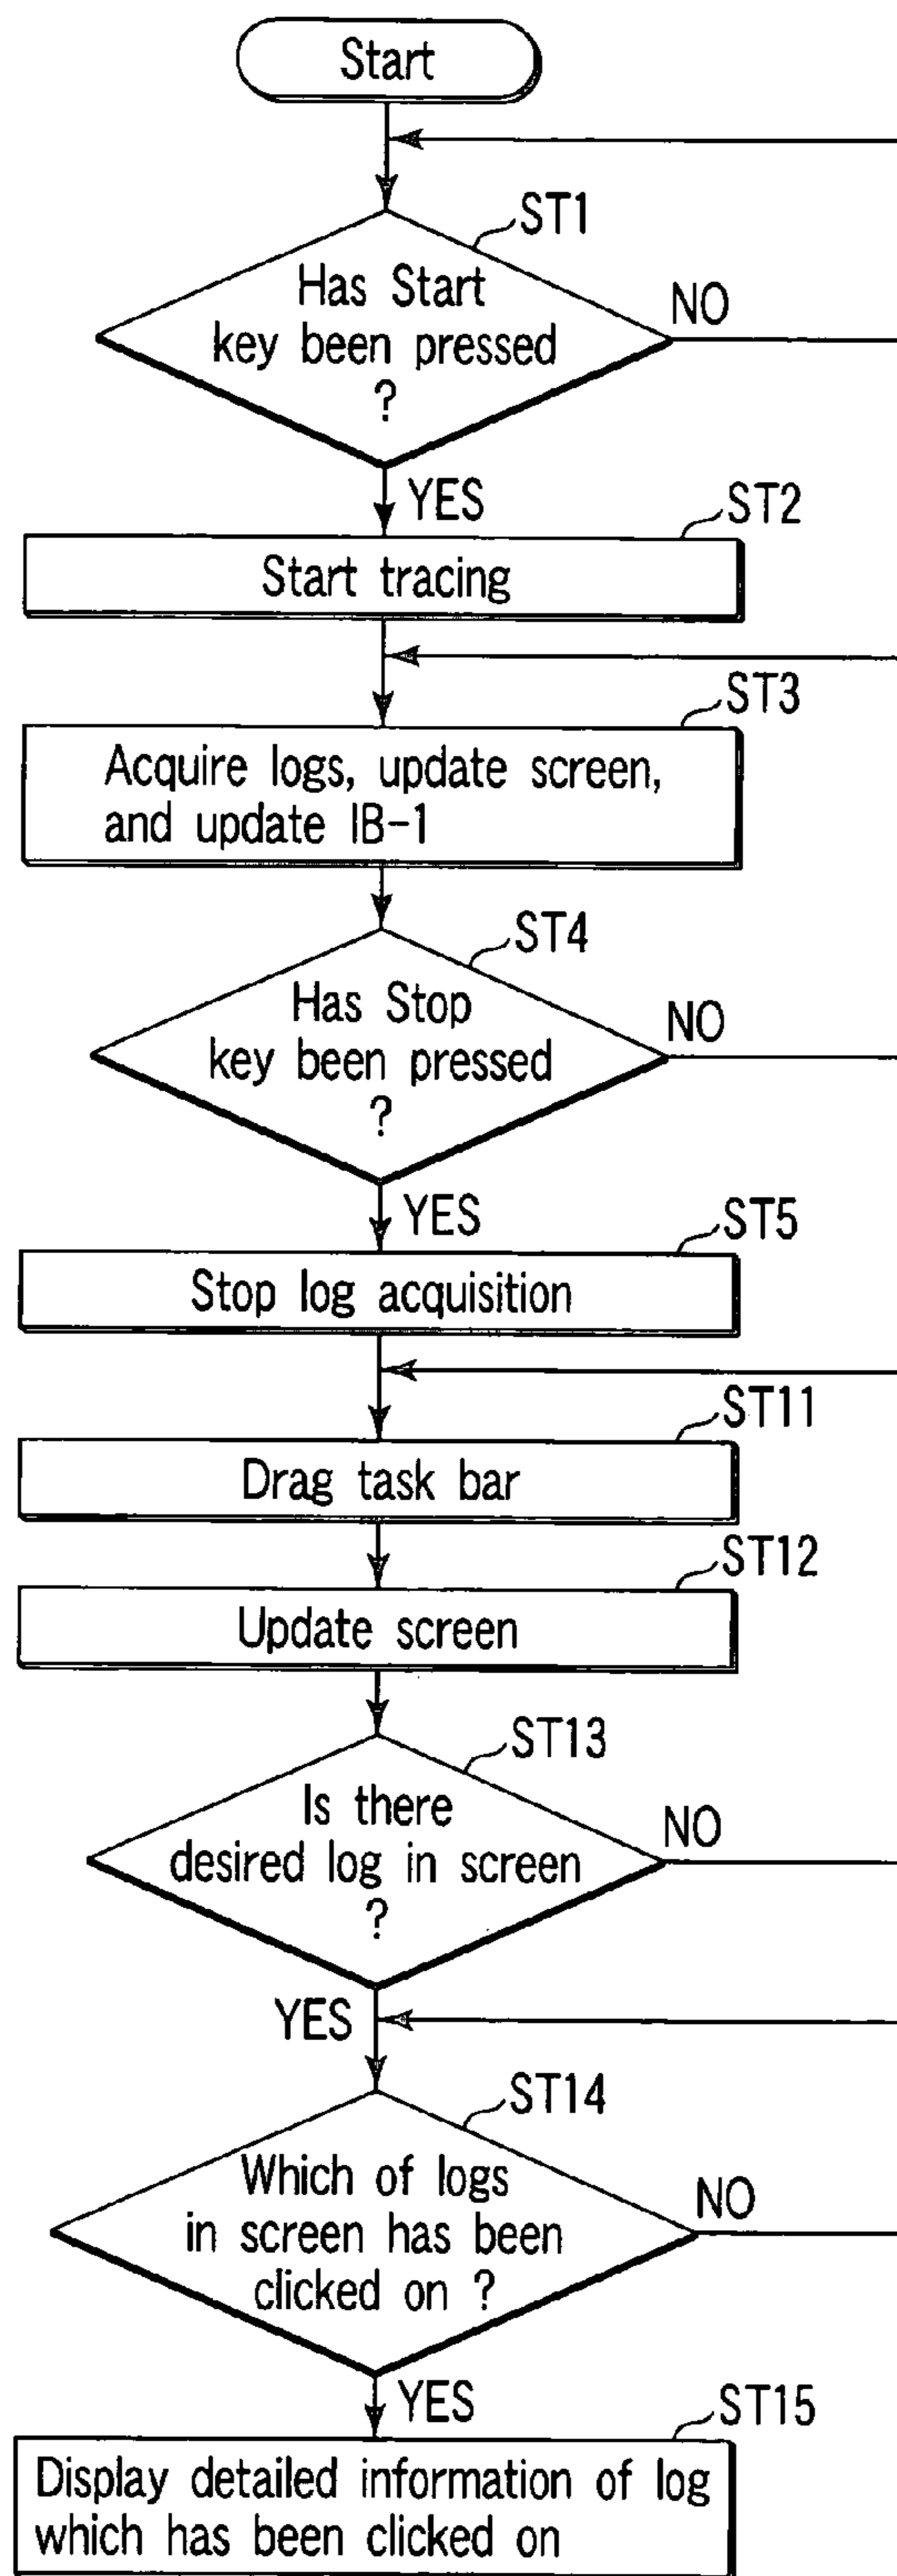 Start
ST1
Has Start
key been pressed
?
NO
YES
ST2
Start tracing
ST3
Acquire logs, update screen,
and update IB-1
ST4
Has Stop
key been pressed
?
NO
YES
ST5
Stop log acquisition
ST11
Drag task bar
ST12
Update screen
ST13
Is there
desired log in screen
?
NO
YES
ST14
Which of logs
in screen has been
clicked on ?
NO
YES
ST15
Display detailed information of log
which has been clicked on